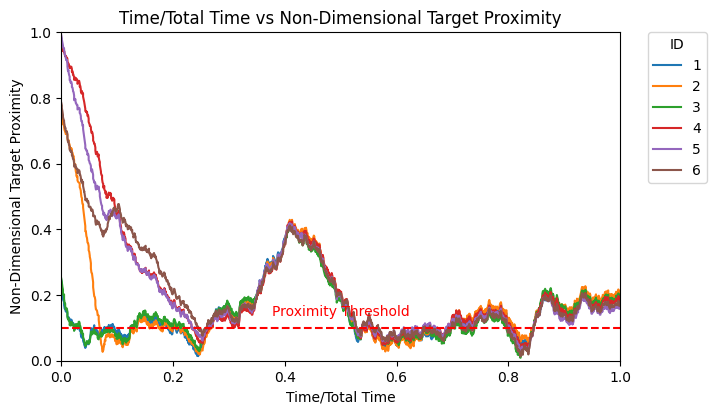 Time/Total Time vs Non-Dimensional Target Proximity
Non-Dimensional Target Proximity
1.0
0.8
0.6
0.4
0.2
0.0
Proximity Threshold
0.0 0.2 0.4 0.6 0.8 1.0
Time/Total Time
ID
1
2
3
4
5
6